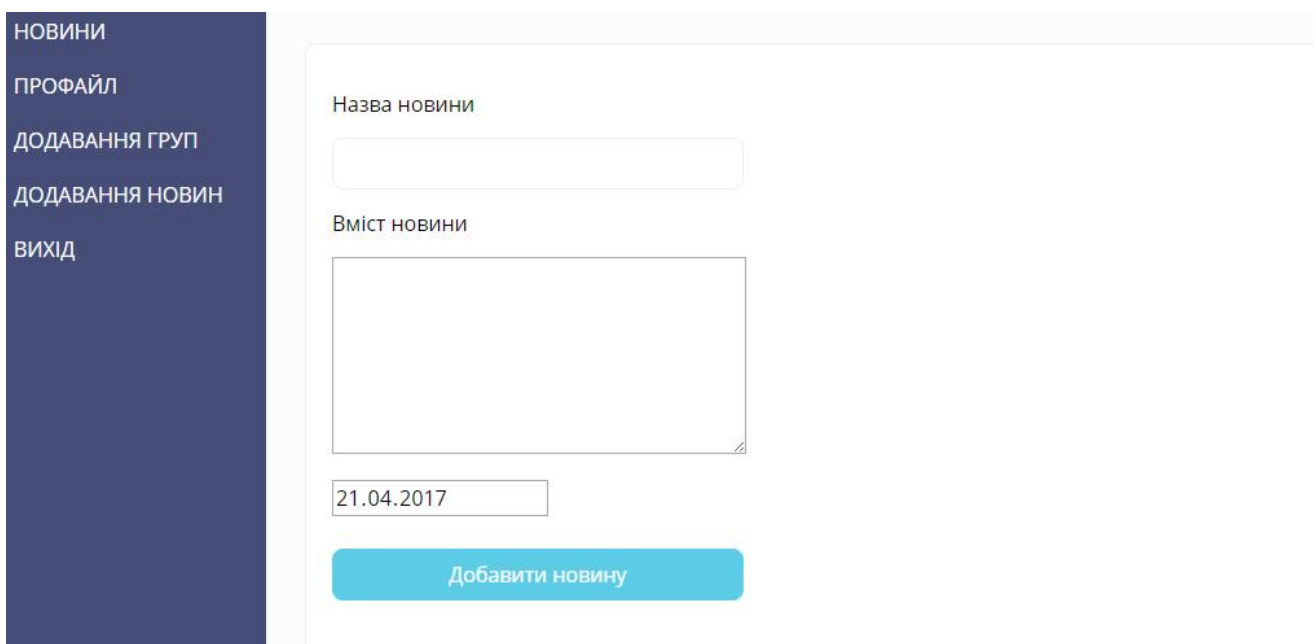 НОВИНИ
ПРОФАЙЛ
ДОДАВАННЯ ГРУП
ДОДАВАННЯ НОВИН
ВИХІД
Назва новини
Вміст новини
21.04.2017
Добавити новину